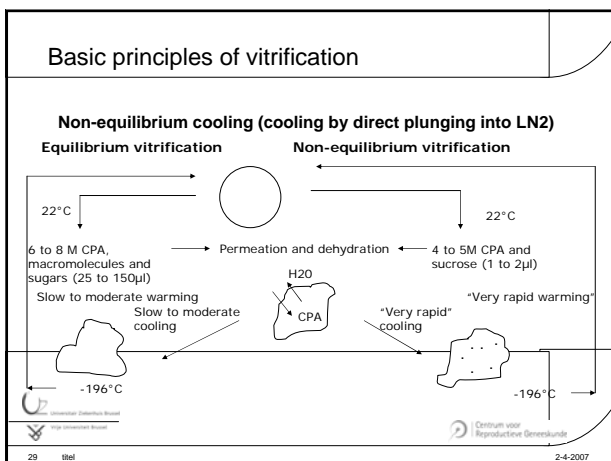 Basic principles of vitrification
Non-equilibrium cooling (cooling by direct plunging into LN2)
Equilibrium vitrification
Non-equilibrium vitrification
22°C
22°C
6 to 8 M CPA,
macromolecules and
sugars (25 to 150µl)
Permeation and dehydration
4 to 5M CPA and
sucrose (1 to 2µl)
H20
CPA
Slow to moderate warming
Slow to moderate
cooling
"Very rapid"
cooling
"Very rapid warming"
-196°C
-196°C
Universitair Ziekenhuis Brussel
Vrije Universiteit Brussel
Centrum voor
Reproductieve Geneeskunde
29
titel
2-4-2007